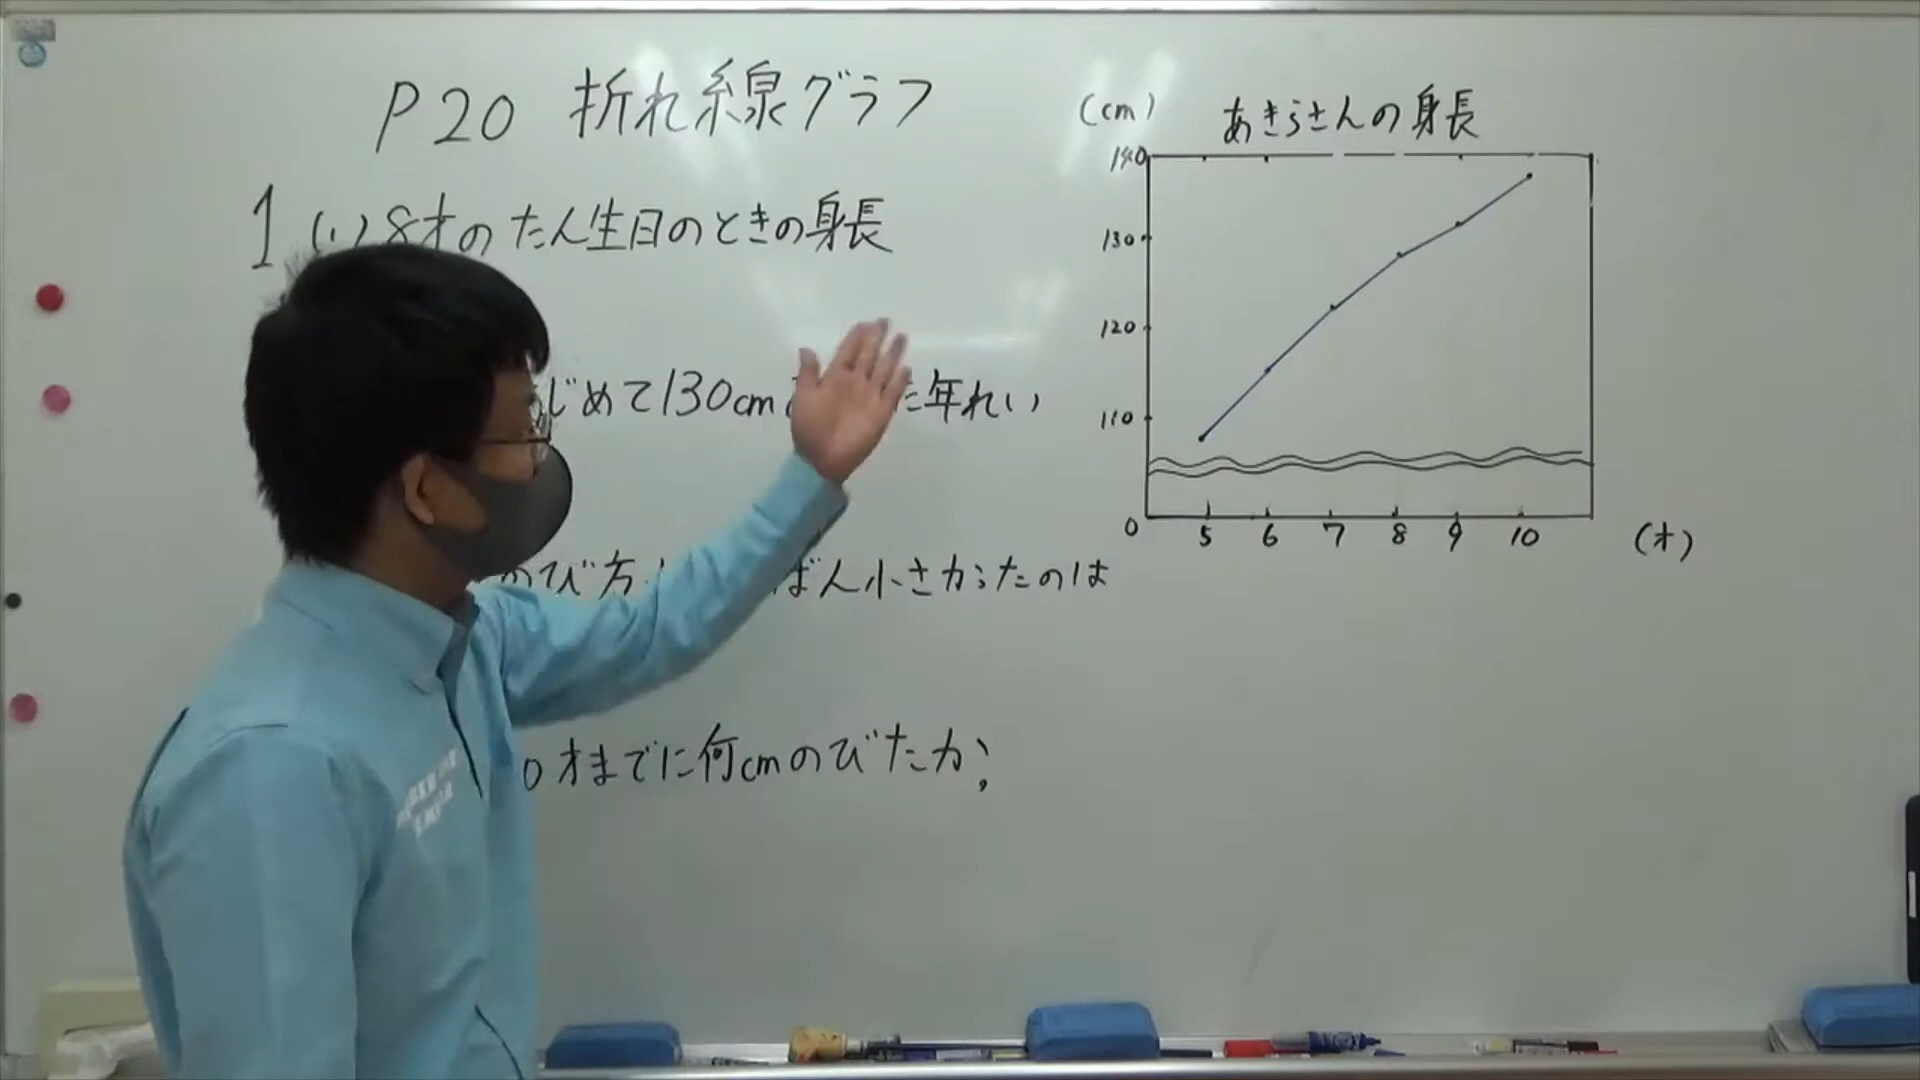 P20 折れ線グラフ
1 (1) 8才のたん生日のときの身長
じめて130cm た年れい
のび方 ばん小さかったのは
0才までに何cmのびたか?
(cm) あきらさんの身長
140
130
120
110
0 5 6 7 8 9 10 (才)